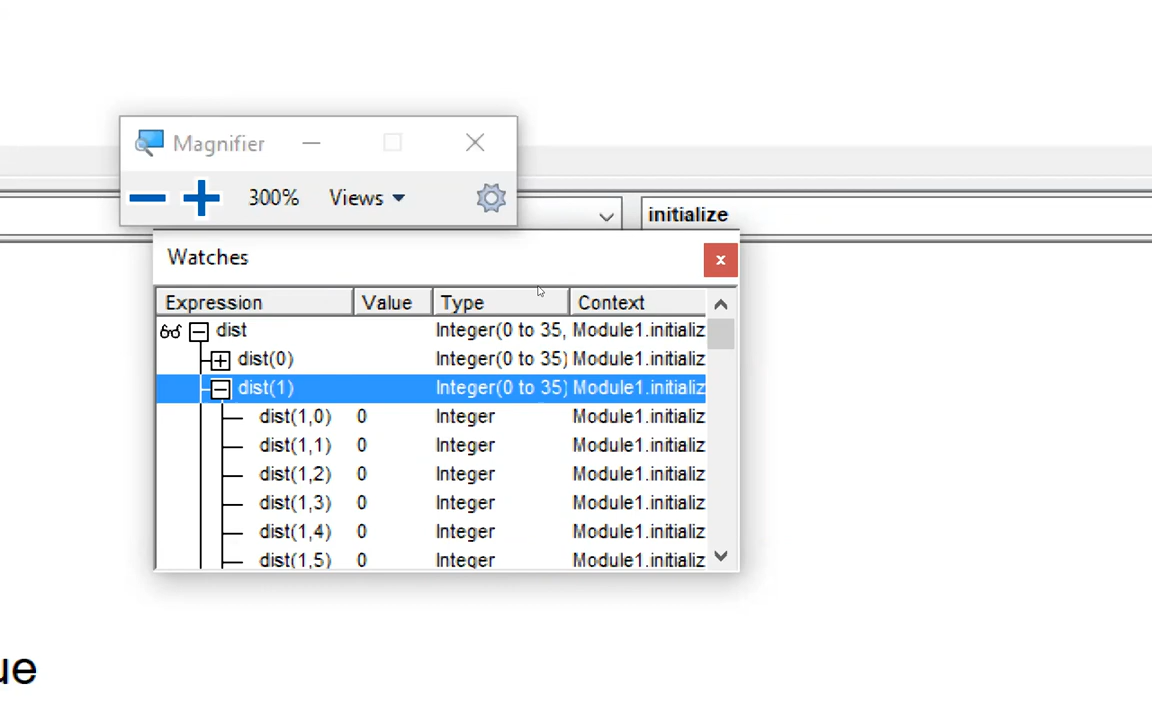 Magnifier
300% Views
initialize
Watches
Expression Value Type Context
dist Integer(0 to 35, Module1.initializ
dist(0) Integer(0 to 35) Module1.initializ
dist(1) Integer(0 to 35) Module1.initializ
dist(1,0) 0 Integer Module1.initializ
dist(1,1) 0 Integer Module1.initializ
dist(1,2) 0 Integer Module1.initializ
dist(1,3) 0 Integer Module1.initializ
dist(1,4) 0 Integer Module1.initializ
dist(1,5) 0 Integer Module1.initializ
ue